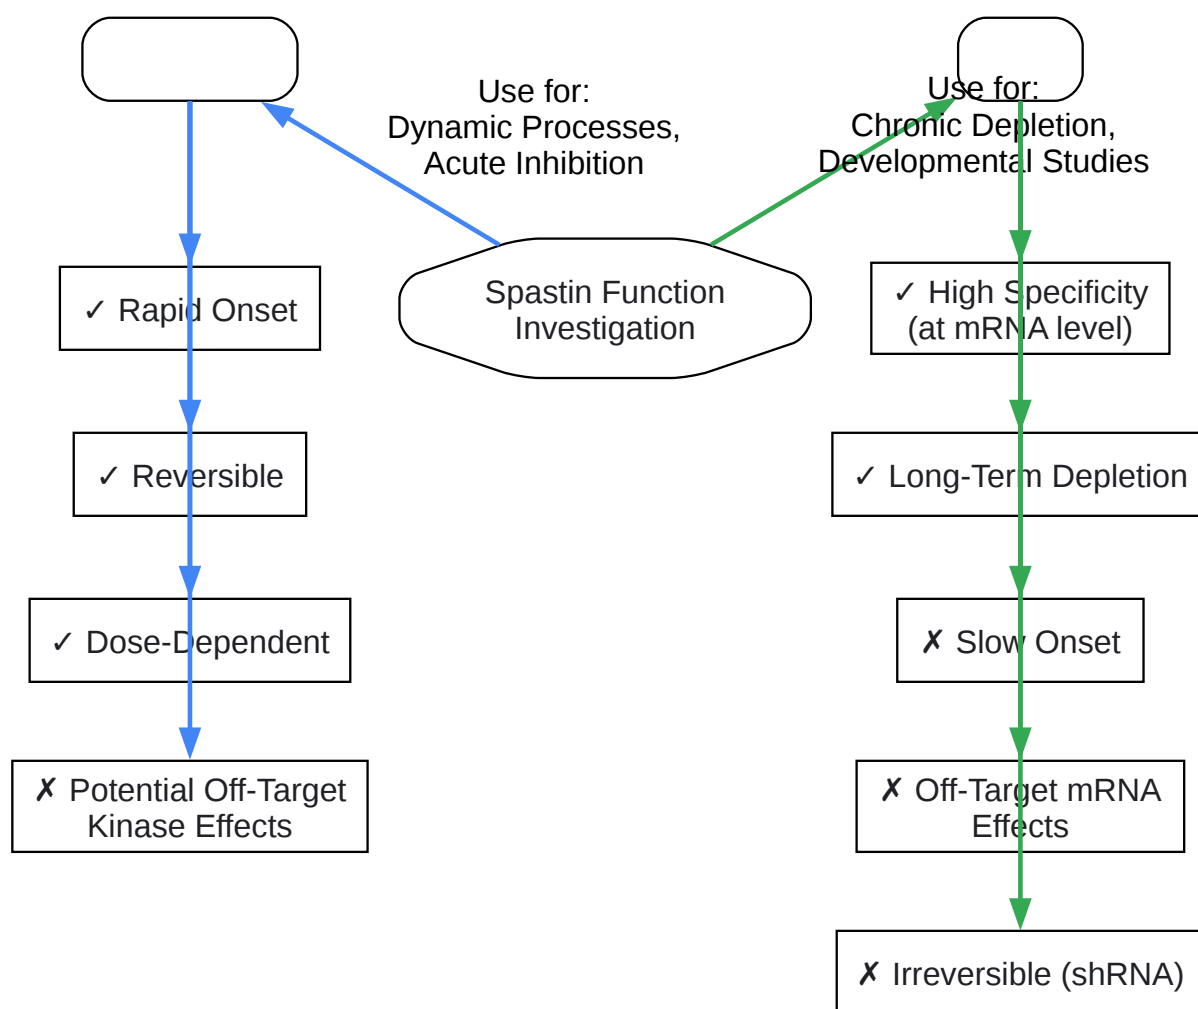 Use for:
Dynamic Processes,
Acute Inhibition
Use for:
Chronic Depletion,
Developmental Studies
Spastin Function
Investigation
✓ Rapid Onset
✓ Reversible
✓ Dose-Dependent
✗ Potential Off-Target
Kinase Effects
✓ High Specificity
(at mRNA level)
✓ Long-Term Depletion
✗ Slow Onset
✗ Off-Target mRNA
Effects
✗ Irreversible (shRNA)